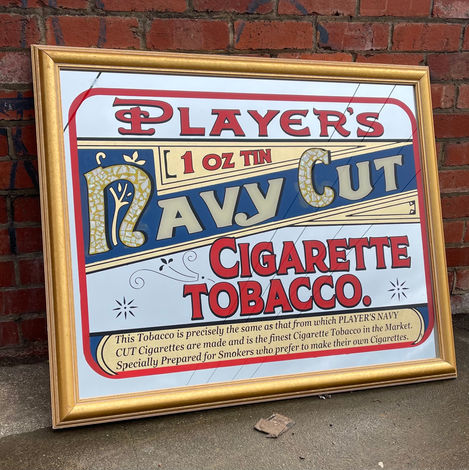 PLAYER'S
1 OZ TIN
NAVY CUT
CIGARETTE
TOBACCO.
This Tobacco is precisely the same as that from which PLAYER'S NAVY
CUT Cigarettes are made and is the finest Cigarette Tobacco in the Market.
Specially Prepared for Smokers who prefer to make their own Cigarettes.